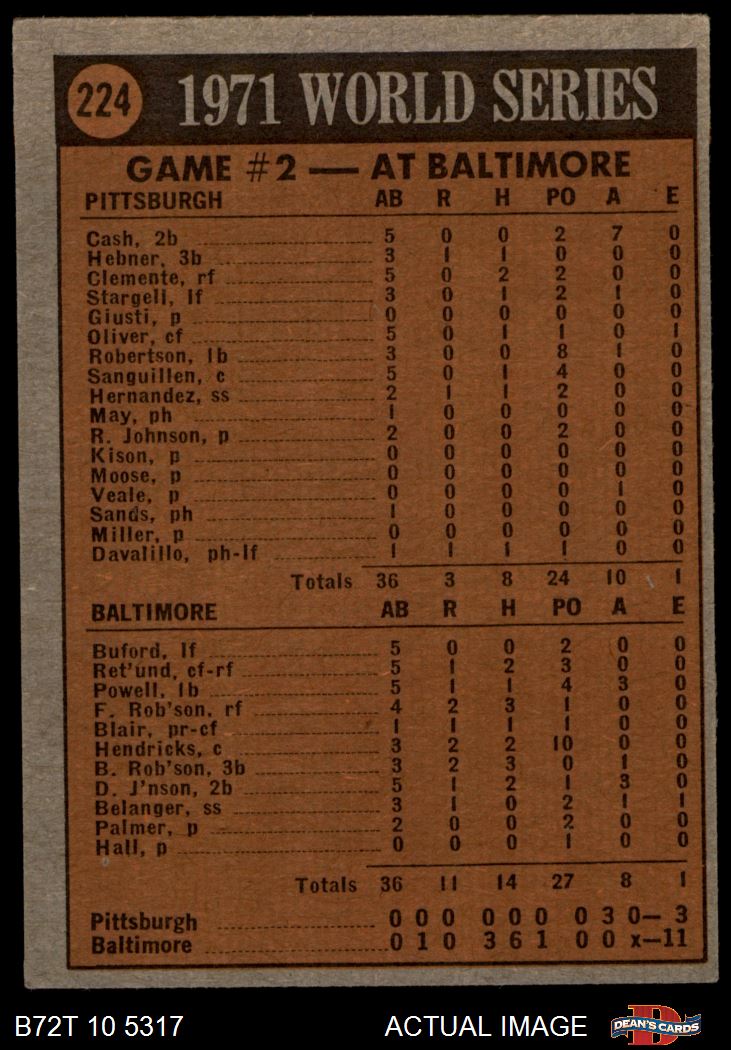 224 1971 WORLD SERIES
GAME #2 — AT BALTIMORE
PITTSBURGH AB R H PO A E
Cash, 2b 5 0 0 2 7 0
Hebner, 3b 3 1 1 0 0 0
Clemente, rf 5 0 2 2 0 0
Stargell, lf 3 0 1 2 1 0
Giusti, p 0 0 0 0 0 0
Oliver, cf 5 0 1 1 0 1
Robertson, 1b 3 0 0 8 1 0
Sanguillen, c 5 0 1 4 0 0
Hernandez, ss 2 1 1 2 0 0
May, ph 1 0 0 0 0 0
R. Johnson, p 2 0 0 2 0 0
Kison, p 0 0 0 0 0 0
Moose, p 0 0 0 0 0 0
Veale, p 0 0 0 0 1 0
Sands, ph 1 0 0 0 0 0
Miller, p 0 0 0 0 0 0
Davalillo, ph-lf 1 1 1 1 0 0
Totals 36 3 8 24 10 1
BALTIMORE AB R H PO A E
Buford, lf 5 0 0 2 0 0
Ret'und, cf-rf 5 1 2 3 0 0
Powell, 1b 5 1 1 4 3 0
F. Rob'son, rf 4 2 3 1 0 0
Blair, pr-cf 1 1 1 1 0 0
Hendricks, c 3 2 2 10 0 0
B. Rob'son, 3b 3 2 3 0 1 0
D. J'nson, 2b 5 1 2 1 3 0
Belanger, ss 3 1 0 2 1 1
Palmer, p 2 0 0 2 0 0
Hall, p 0 0 0 1 0 0
Totals 36 11 14 27 8 1
Pittsburgh 0 0 0 0 0 0 0 3 0— 3
Baltimore 0 1 0 3 6 1 0 0 x—11
B72T 10 5317 ACTUAL IMAGE DEAN'S CARDS